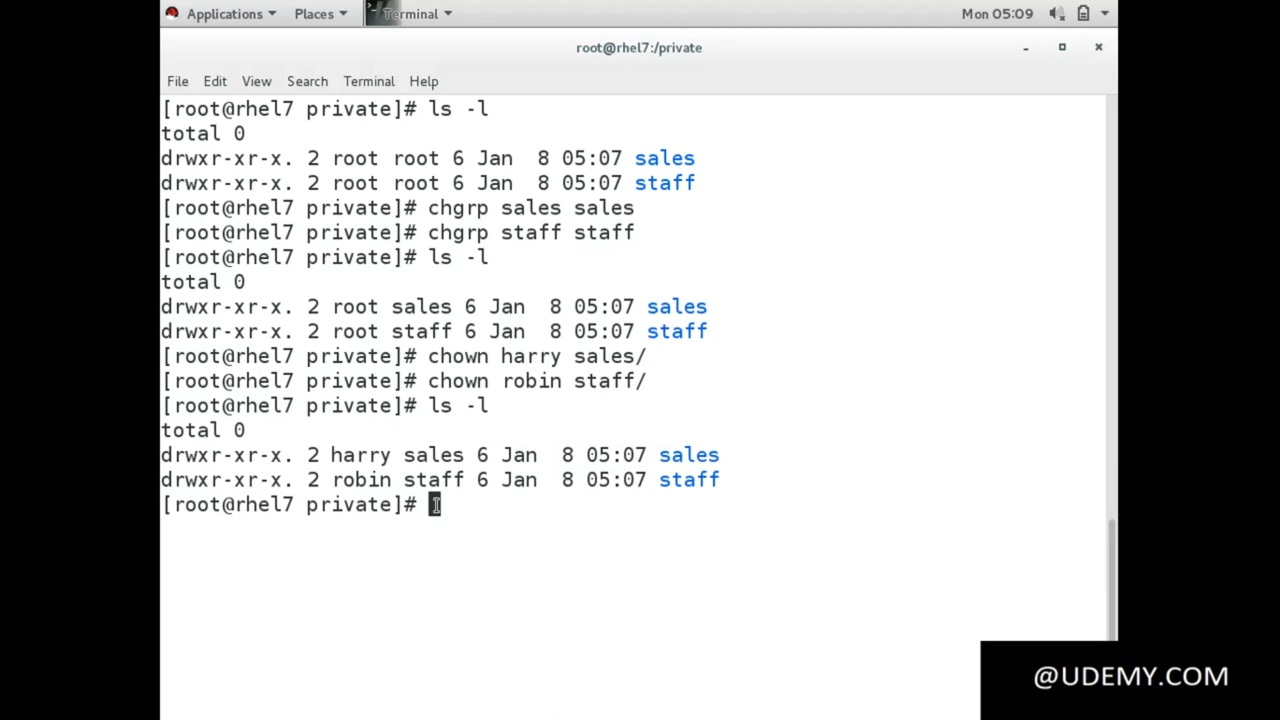 Applications Places Terminal Mon 05:09
root@rhel7:/private
File Edit View Search Terminal Help
[root@rhel7 private]# ls -l
total 0
drwxr-xr-x. 2 root root 6 Jan  8 05:07 sales
drwxr-xr-x. 2 root root 6 Jan  8 05:07 staff
[root@rhel7 private]# chgrp sales sales
[root@rhel7 private]# chgrp staff staff
[root@rhel7 private]# ls -l
total 0
drwxr-xr-x. 2 root sales 6 Jan  8 05:07 sales
drwxr-xr-x. 2 root staff 6 Jan  8 05:07 staff
[root@rhel7 private]# chown harry sales/
[root@rhel7 private]# chown robin staff/
[root@rhel7 private]# ls -l
total 0
drwxr-xr-x. 2 harry sales 6 Jan  8 05:07 sales
drwxr-xr-x. 2 robin staff 6 Jan  8 05:07 staff
[root@rhel7 private]#
@UDEMY.COM